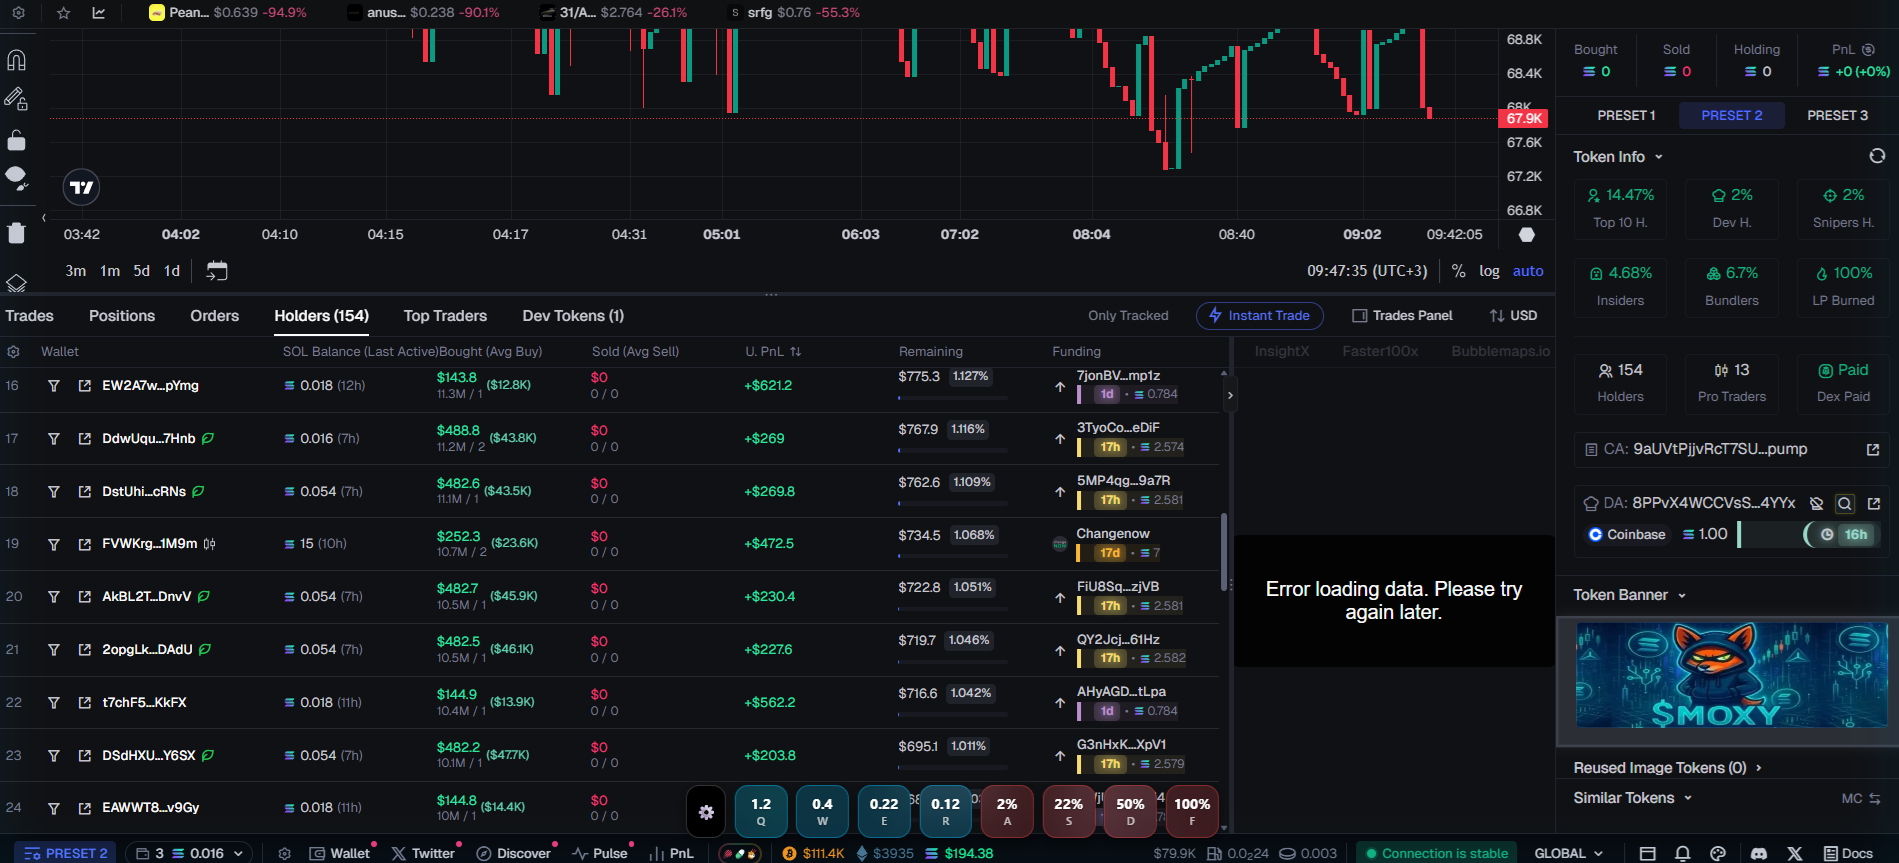 Pean... $0.639 -94.9% anus... $0.238 -90.1% 31/A... $2.764 -26.1% S srfg $0.76 -55.3%
68.8K
68.4K
68K
67.9K
67.6K
67.2K
66.8K
03:42 04:02 04:10 04:15 04:17 04:31 05:01 06:03 07:02 08:04 08:40 09:02 09:42:05
3m 1m 5d 1d 09:47:35 (UTC+3) % log auto
Trades Positions Orders Holders (154) Top Traders Dev Tokens (1) Only Tracked Instant Trade Trades Panel USD
Wallet SOL Balance (Last Active) Bought (Avg Buy) Sold (Avg Sell) U. PnL Remaining Funding InsightX Faster100x Bubblemaps.io
16 EW2A7w...pYmg 0.018 (12h) $143.8 ($12.8K) $0 +$621.2 $775.3 1.127% 7jonBV...mp1z
11.3M / 1 0 / 0 1d • 0.784
17 DdwUqu...7Hnb 0.016 (7h) $488.8 ($43.8K) $0 +$269 $767.9 1.116% 3TyoCo...eDiF
11.2M / 2 0 / 0 17h • 2.574
18 DstUhi...cRNs 0.054 (7h) $482.6 ($43.5K) $0 +$269.8 $762.6 1.109% 5MP4qg...9a7R
11.1M / 1 0 / 0 17h • 2.581
19 FVWKrg...1M9m 15 (10h) $252.3 ($23.6K) $0 +$472.5 $734.5 1.068% Changenow
10.7M / 2 0 / 0 17d • 7
20 AkBL2T...DnvV 0.054 (7h) $482.7 ($45.9K) $0 +$230.4 $722.8 1.051% FiU8Sq...zjVB
10.5M / 1 0 / 0 17h • 2.581
21 2opgLk...DAdU 0.054 (7h) $482.5 ($46.1K) $0 +$227.6 $719.7 1.046% QY2Jcj...61Hz
10.5M / 1 0 / 0 17h • 2.582
22 t7chF5...KkFX 0.018 (11h) $144.9 ($13.9K) $0 +$562.2 $716.6 1.042% AHyAGD...tLpa
10.4M / 1 0 / 0 1d • 0.784
23 DSdHXU...Y6SX 0.054 (7h) $482.2 ($47.7K) $0 +$203.8 $695.1 1.011% G3nHxK...XpV1
10.1M / 1 0 / 0 17h • 2.579
24 EAWWT8...v9Gy 0.018 (11h) $144.8 ($14.4K) $0
10M / 1 0 / 0
1.2 0.4 0.22 0.12 2% 22% 50% 100%
Q W E R A S D F
Error loading data. Please try
again later.
Bought Sold Holding PnL
0 0 0 +0 (+0%)
PRESET 1 PRESET 2 PRESET 3
Token Info
14.47% 2% 2%
Top 10 H. Dev H. Snipers H.
4.68% 6.7% 100%
Insiders Bundlers LP Burned
154 13 Paid
Holders Pro Traders Dex Paid
CA: 9aUVtPjjvRcT7SU...pump
DA: 8PPvX4WCCVsS...4YYx
Coinbase 1.00 16h
Token Banner
$MOXY
Reused Image Tokens (0)
Similar Tokens MC
PRESET 2 3 0.016 Wallet Twitter Discover Pulse PnL $111.4K $3935 $194.38 $79.9K 0.0₂24 0.003 Connection is stable GLOBAL Docs